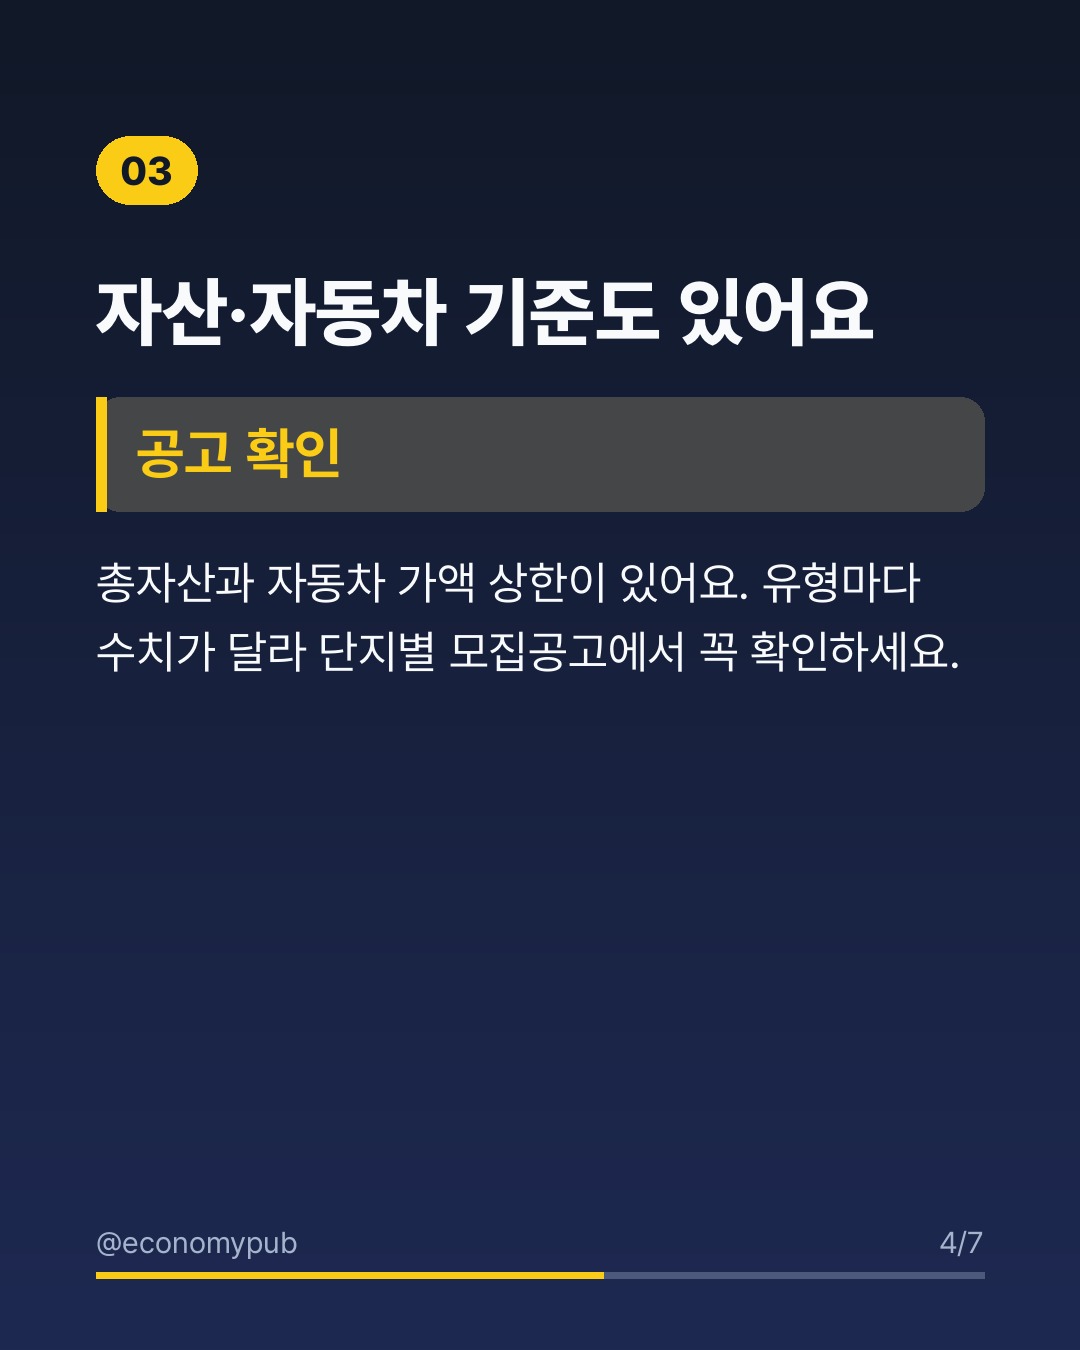 03
자산·자동차 기준도 있어요
공고 확인
총자산과 자동차 가액 상한이 있어요. 유형마다
수치가 달라 단지별 모집공고에서 꼭 확인하세요.
@economypub
4/7